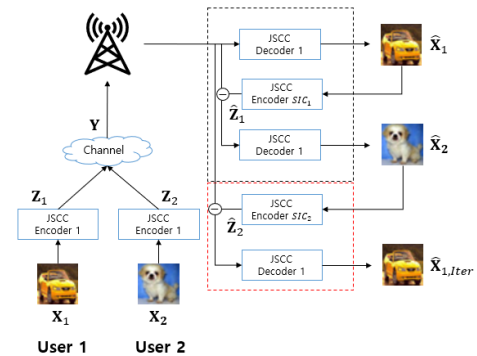 JSCC
Decoder 1
X̂₁
JSCC
Encoder SIC₁
Ẑ₁
Y
Channel
JSCC
Decoder 1
X̂₂
Z₁
Z₂
JSCC
Encoder 1
JSCC
Encoder 1
JSCC
Encoder SIC₂
Ẑ₂
JSCC
Decoder 1
X̂₁,Iter
X₁
X₂
User 1
User 2